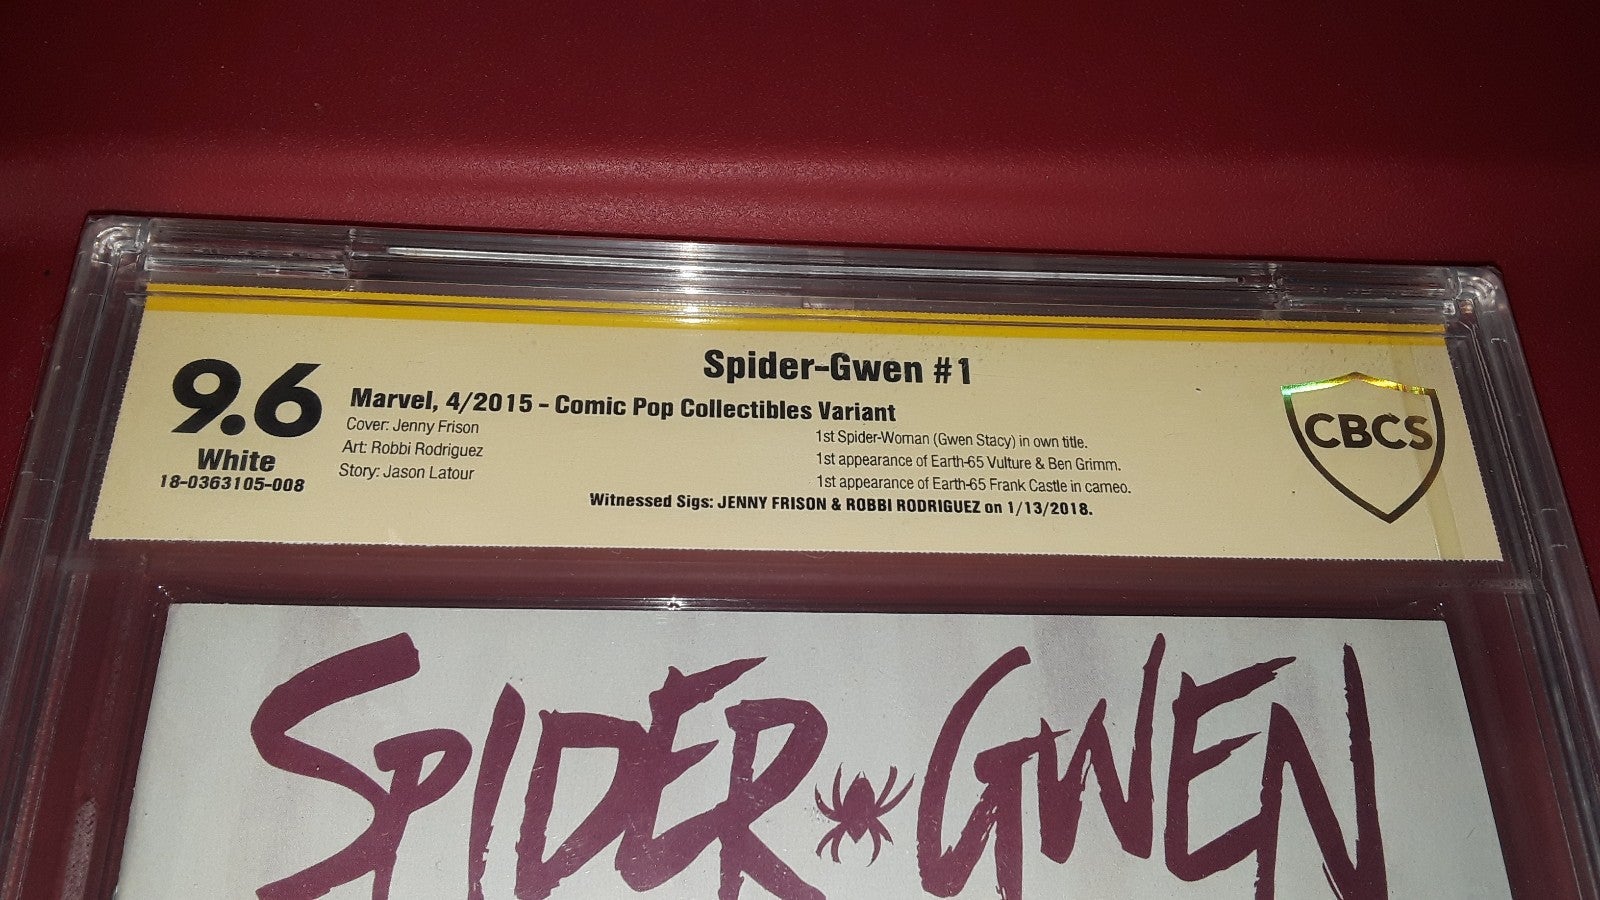 Spider-Gwen #1
9.6
White
18-0363105-008
Marvel, 4/2015 - Comic Pop Collectibles Variant
Cover: Jenny Frison
Art: Robbi Rodriguez
Story: Jason Latour
1st Spider-Woman (Gwen Stacy) in own title.
1st appearance of Earth-65 Vulture & Ben Grimm.
1st appearance of Earth-65 Frank Castle in cameo.
Witnessed Sigs: JENNY FRISON & ROBBI RODRIGUEZ on 1/13/2018.
CBCS
SPIDER GWEN